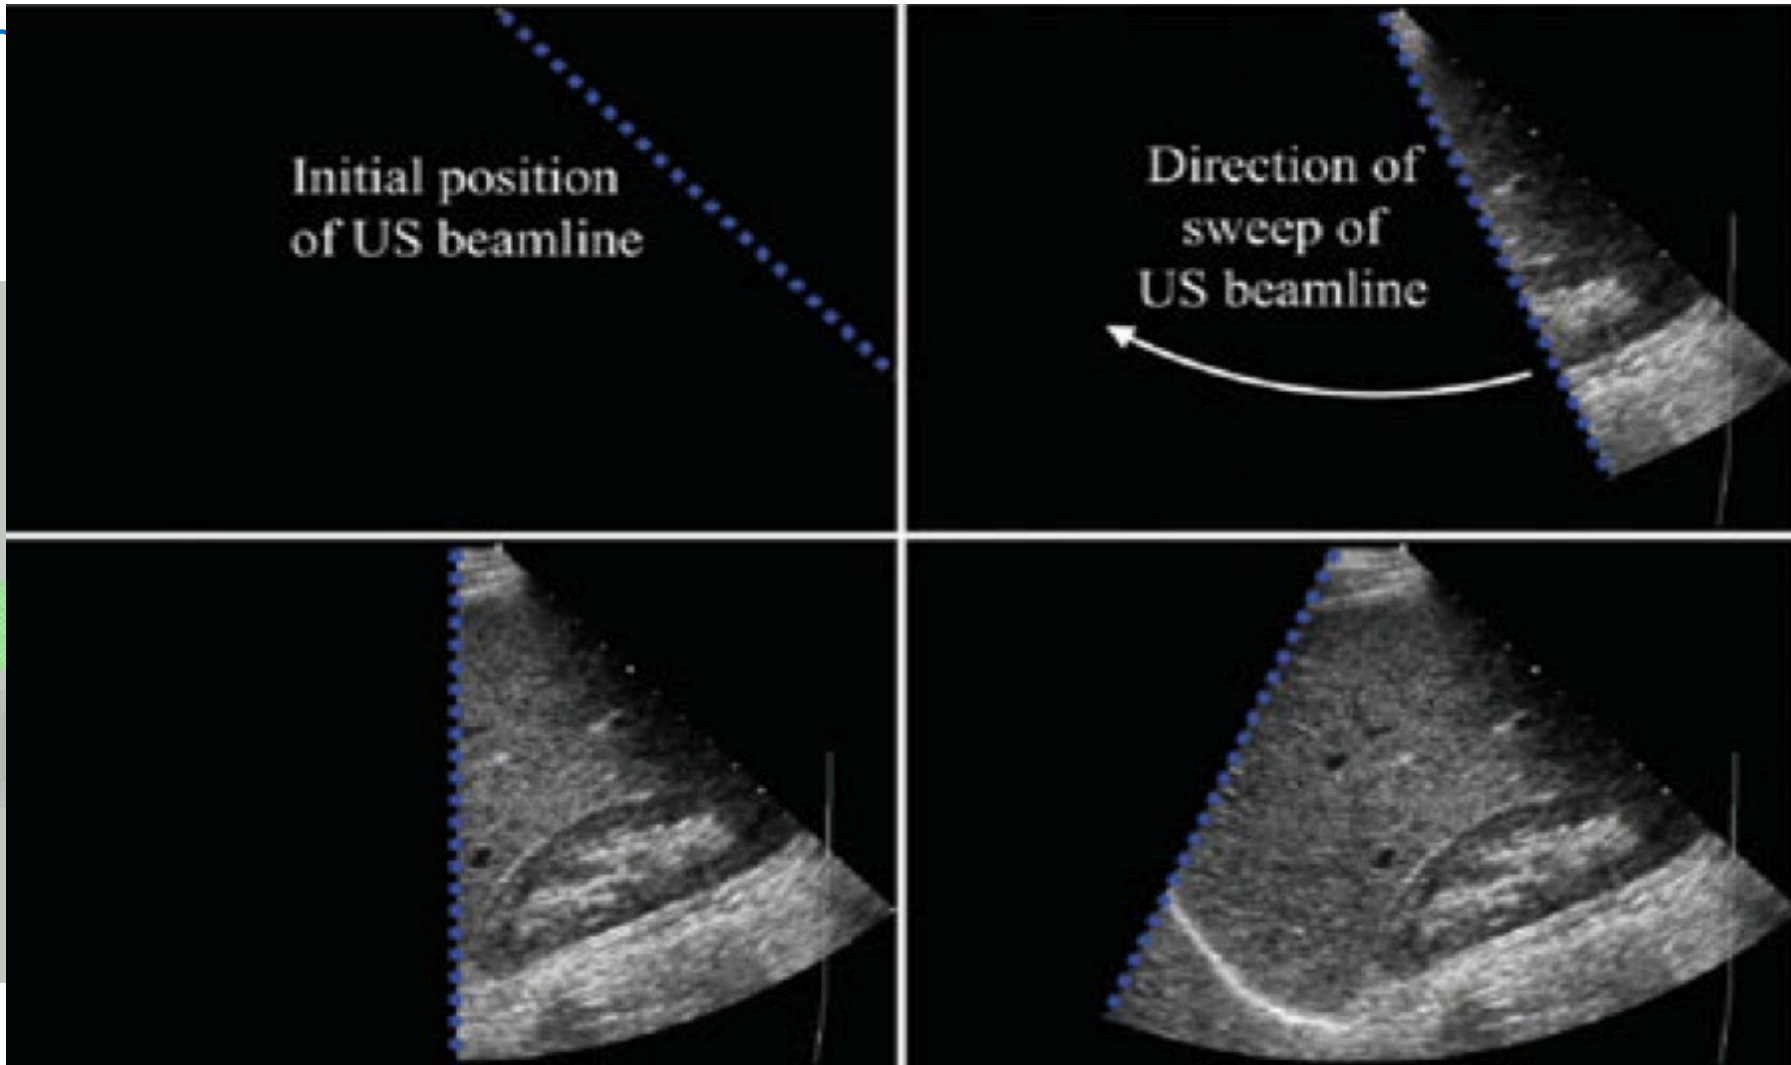 Initial position
of US beamline
Direction of
sweep of
US beamline